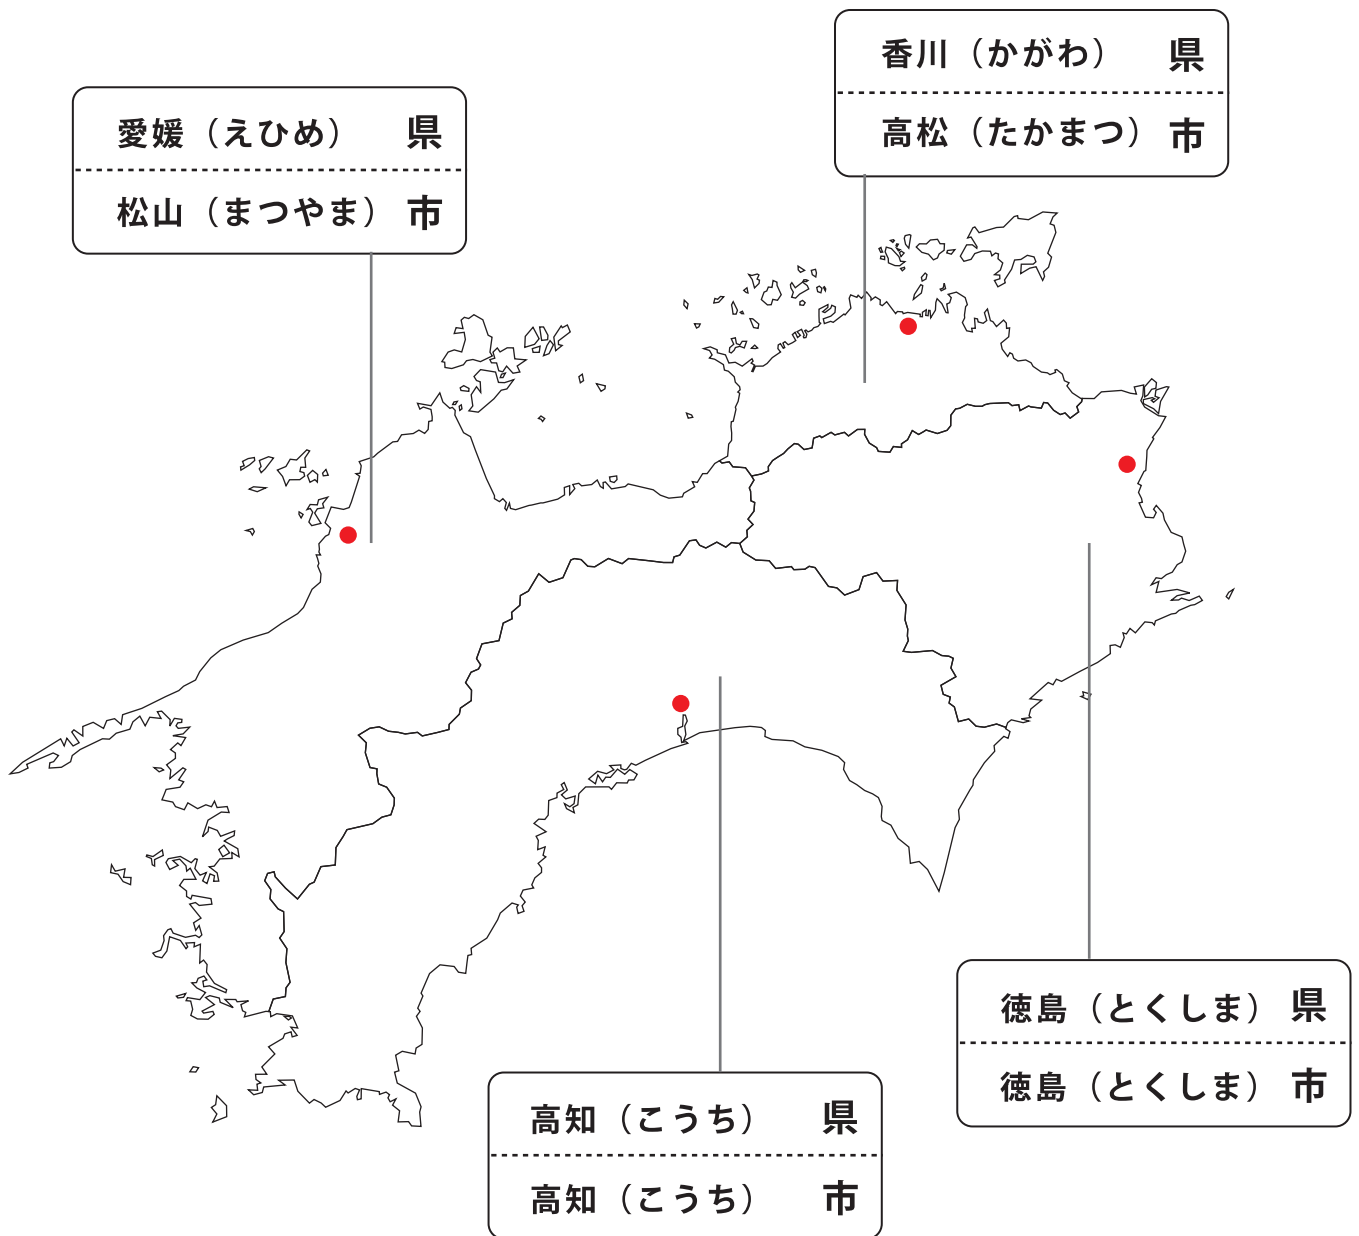 香川（かがわ） 県
高松（たかまつ） 市
愛媛（えひめ） 県
松山（まつやま） 市
徳島（とくしま） 県
徳島（とくしま） 市
高知（こうち） 県
高知（こうち） 市